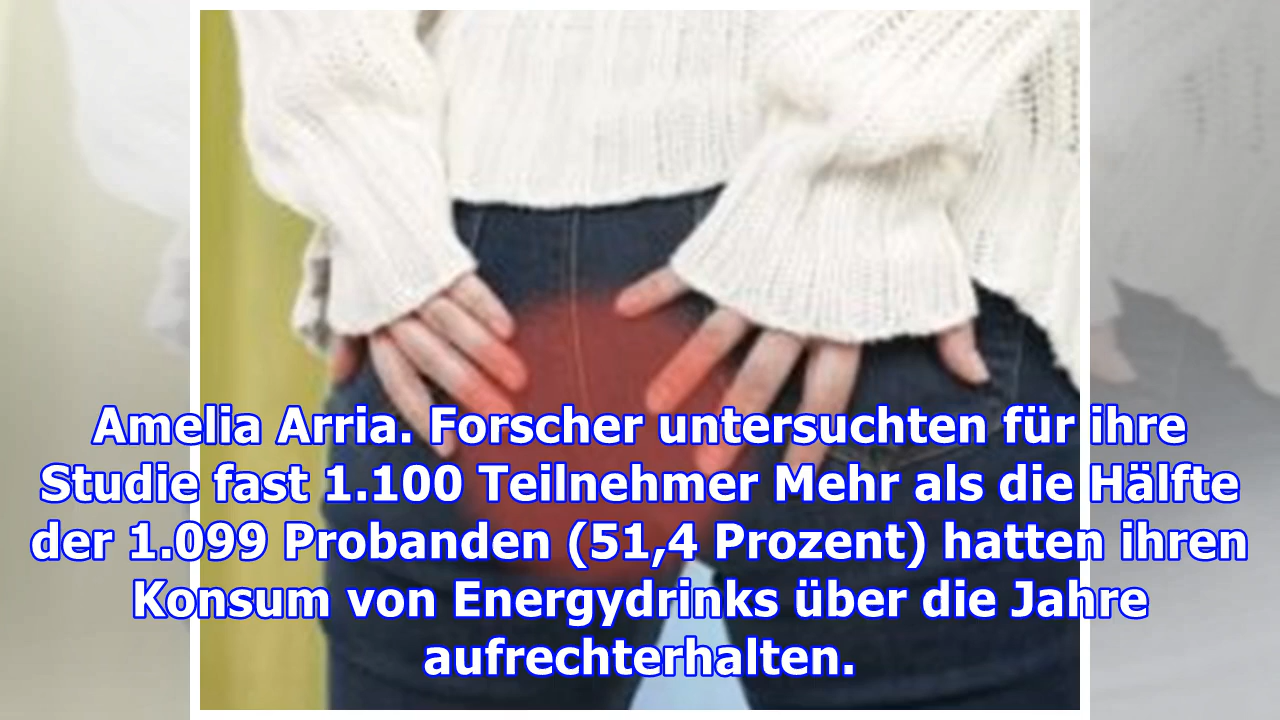 Amelia Arria. Forscher untersuchten für ihre
Studie fast 1.100 Teilnehmer Mehr als die Hälfte
der 1.099 Probanden (51,4 Prozent) hatten ihren
Konsum von Energydrinks über die Jahre
aufrechterhalten.